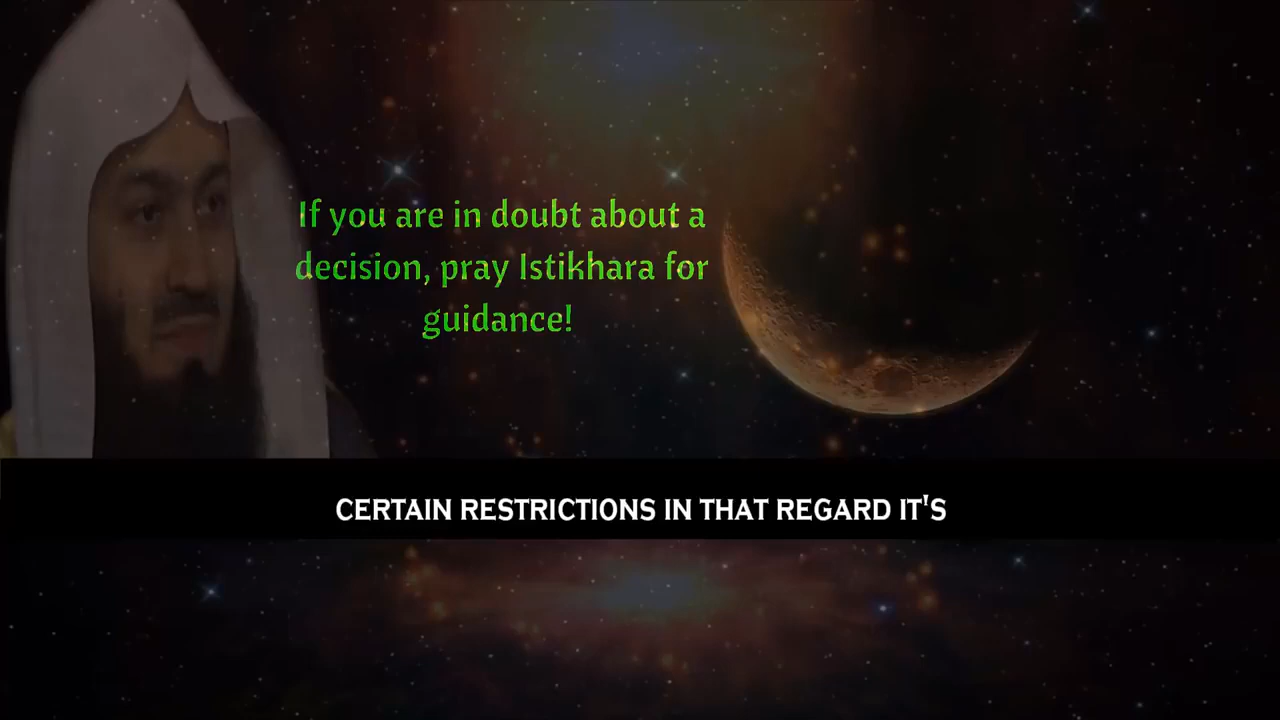 If you are in doubt about a
decision, pray Istikhara for
guidance!
CERTAIN RESTRICTIONS IN THAT REGARD IT'S